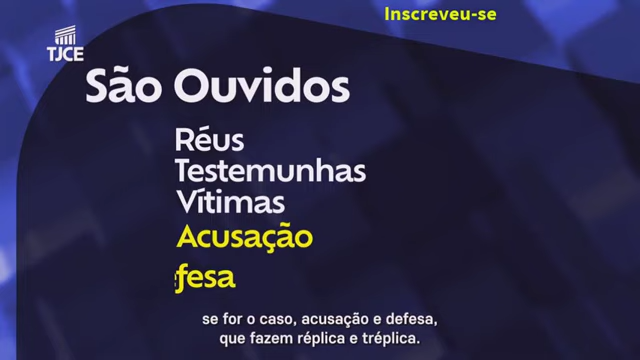 Inscreveu-se
TJCE
São Ouvidos
Réus
Testemunhas
Vítimas
Acusação
fesa
se for o caso, acusação e defesa,
que fazem réplica e tréplica.